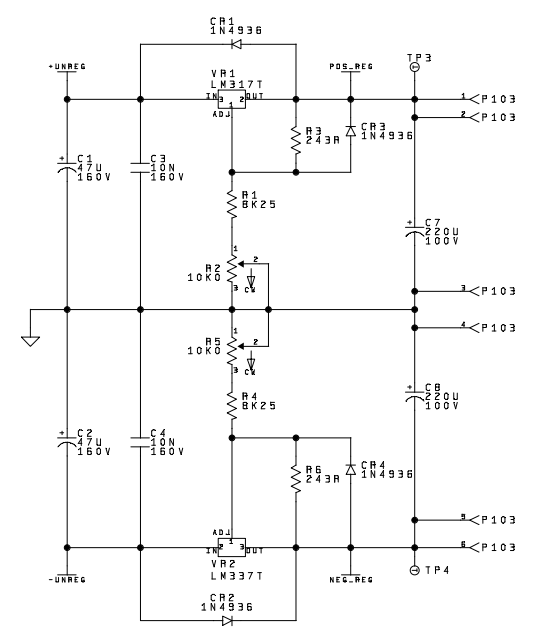 CR1
1N4936
+UNREG
VR1
LM317T
POS_REG
TP3
1
IN 3 2 OUT
1
ADJ
1 P103
2 P103
R3
243R
CR3
1N4936
C1
+ 47U
160V
C3
10N
160V
R1
8K25
C7
+ 220U
100V
1
R2
10K0
2
3 CW
3 P103
4 P103
1
R5
10K0
2
3 CW
R4
8K25
C8
+ 220U
100V
C2
+ 47U
160V
C4
10N
160V
R6
243R
CR4
1N4936
5 P103
ADJ
1
IN 2 3 OUT
6 P103
VR2
LM337T
-UNREG
NEG_REG
1 TP4
CR2
1N4936